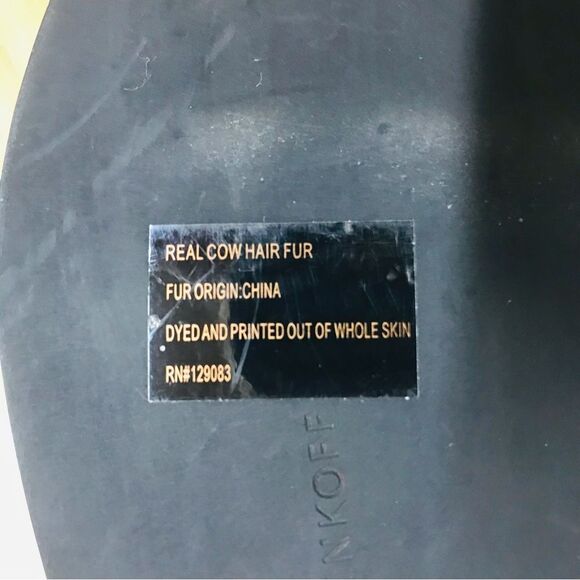 REAL COW HAIR FUR
FUR ORIGIN:CHINA
DYED AND PRINTED OUT OF WHOLE SKIN
RN#129083
NKOFF